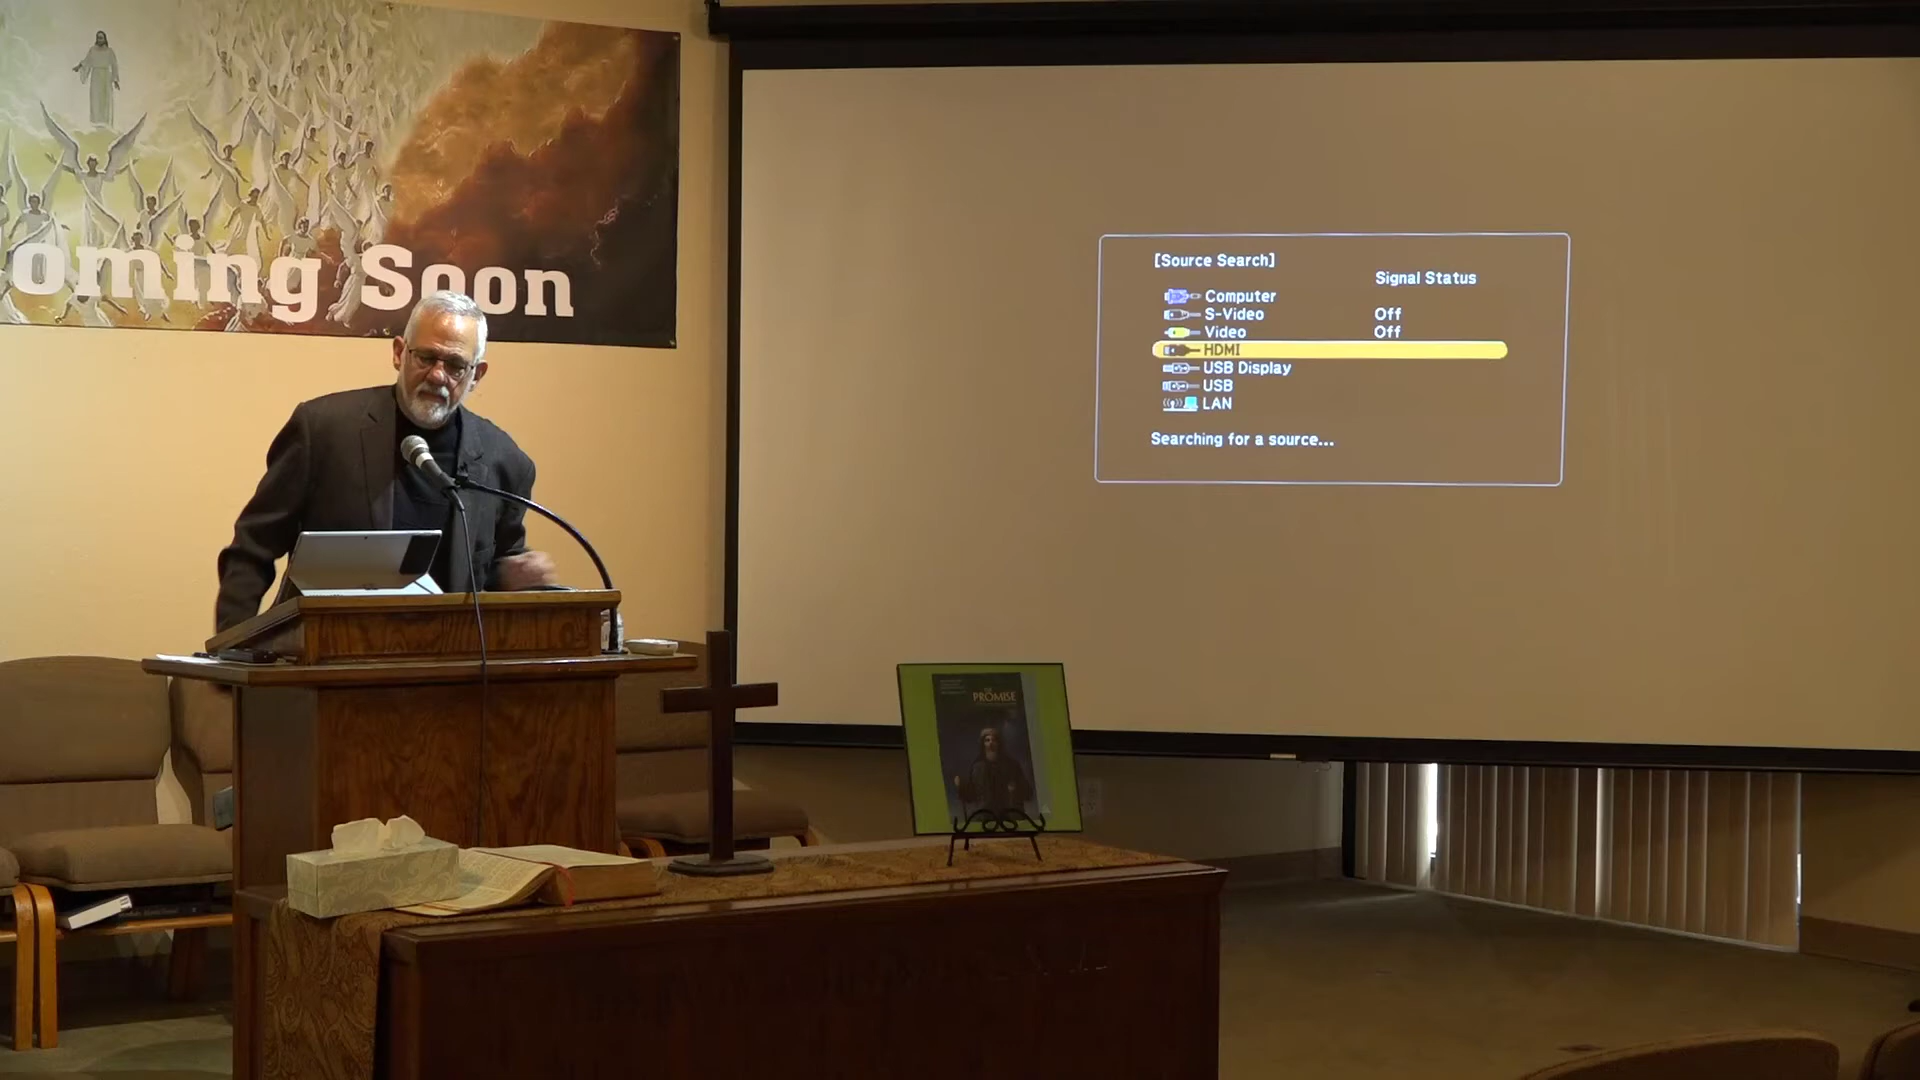 oming Soon
[Source Search]
Signal Status
Computer
S-Video Off
Video Off
HDMI
USB Display
USB
LAN
Searching for a source...
PROMISE